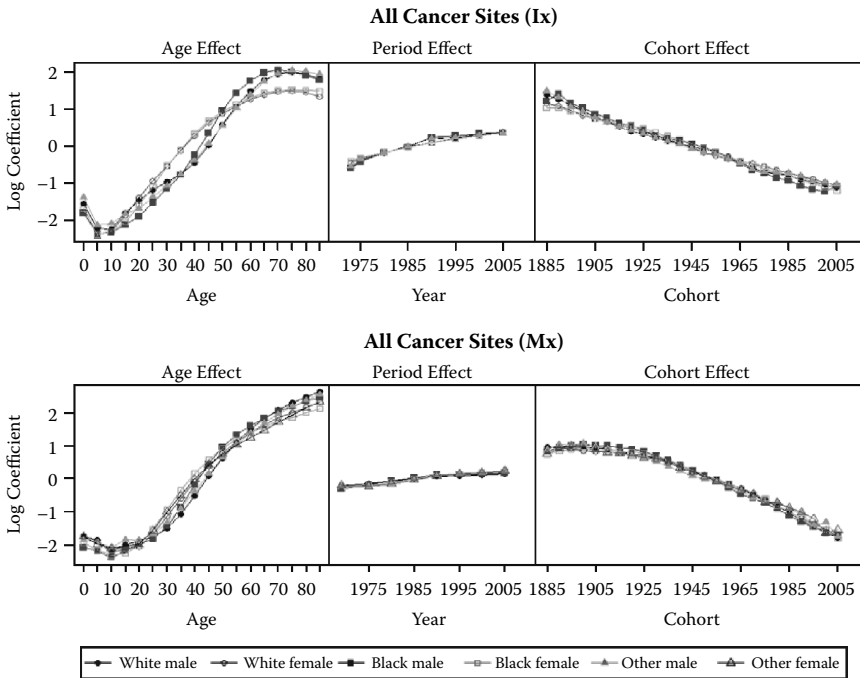 All Cancer Sites (Ix)
Age Effect Period Effect Cohort Effect
Log Coefficient
2
1
0
−1
−2
0 10 20 30 40 50 60 70 80 1975 1985 1995 2005 1885 1905 1925 1945 1965 1985 2005
Age Year Cohort
All Cancer Sites (Mx)
Age Effect Period Effect Cohort Effect
Log Coefficient
2
1
0
−1
−2
0 10 20 30 40 50 60 70 80 1975 1985 1995 2005 1885 1905 1925 1945 1965 1985 2005
Age Year Cohort
White male White female Black male Black female Other male Other female